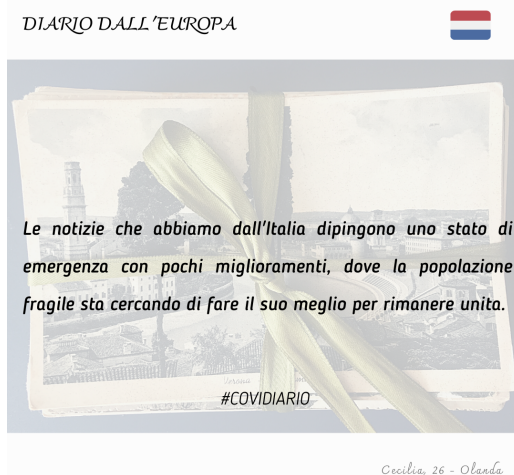 DIARIO DALL'EUROPA
Le notizie che abbiamo dall'Italia dipingono uno stato di
emergenza con pochi miglioramenti, dove la popolazione
fragile sta cercando di fare il suo meglio per rimanere unita.
Verona
#COVIDIARIO
Cecilia, 26 - Olanda